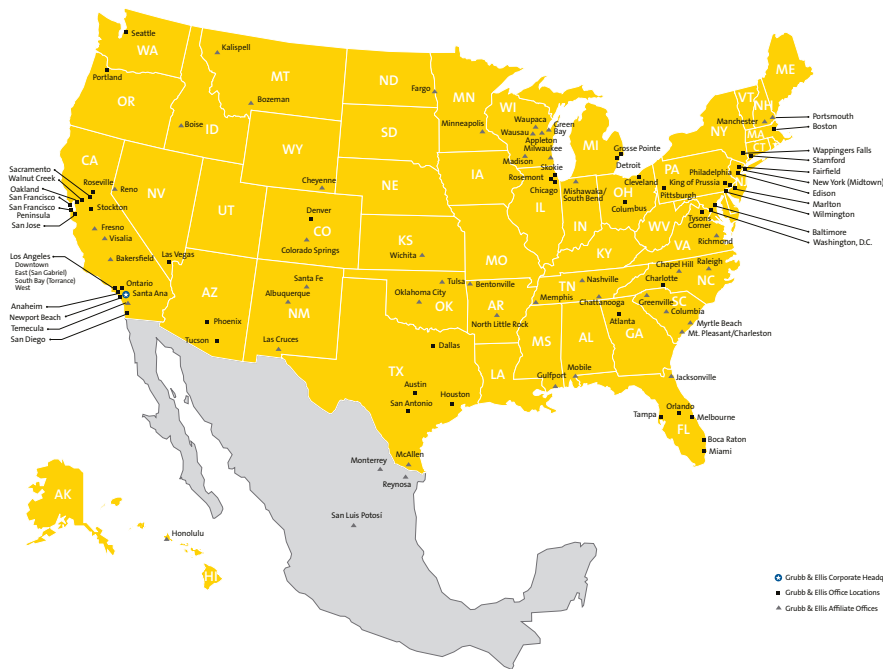 Seattle
WA
Portland
OR
Kalispell
MT
Bozeman
Boise
ID
ND
Fargo
MN
Minneapolis
SD
WI
Waupaca
Wausau
Green
Bay
Appleton
Milwaukee
Madison
MI
Grosse Pointe
Detroit
Skokie
Rosemont
Chicago
Mishawaka/
South Bend
Cleveland
OH
Columbus
ME
VT
NH
Manchester
Portsmouth
Boston
MA
CT
NY
Wappingers Falls
Stamford
Fairfield
New York (Midtown)
Edison
Marlton
Wilmington
Baltimore
Washington, D.C.
PA
Philadelphia
King of Prussia
Pittsburgh
NJ
Tysons
Corner
WV
VA
Richmond
CA
Sacramento
Walnut Creek
Oakland
San Francisco
San Francisco
Peninsula
San Jose
Roseville
Reno
Stockton
Fresno
Visalia
Bakersfield
NV
Las Vegas
UT
WY
Cheyenne
Denver
CO
Colorado Springs
NE
IA
IL
IN
KS
Wichita
MO
KY
Los Angeles
Downtown
East (San Gabriel)
South Bay (Torrance)
West
Ontario
Santa Ana
Anaheim
Newport Beach
Temecula
San Diego
AZ
Phoenix
Tucson
Santa Fe
Albuquerque
NM
Las Cruces
Tulsa
Oklahoma City
OK
Bentonville
AR
North Little Rock
TN
Nashville
Memphis
Chattanooga
Chapel Hill
Raleigh
Charlotte
NC
Greenville
SC
Columbia
Myrtle Beach
Mt. Pleasant/Charleston
Atlanta
GA
AL
MS
LA
Gulfport
Mobile
Jacksonville
TX
Dallas
Austin
San Antonio
Houston
McAllen
Monterrey
Reynosa
San Luis Potosí
Tampa
Orlando
Melbourne
FL
Boca Raton
Miami
AK
Honolulu
HI
Grubb & Ellis Corporate Headq
Grubb & Ellis Office Locations
Grubb & Ellis Affiliate Offices